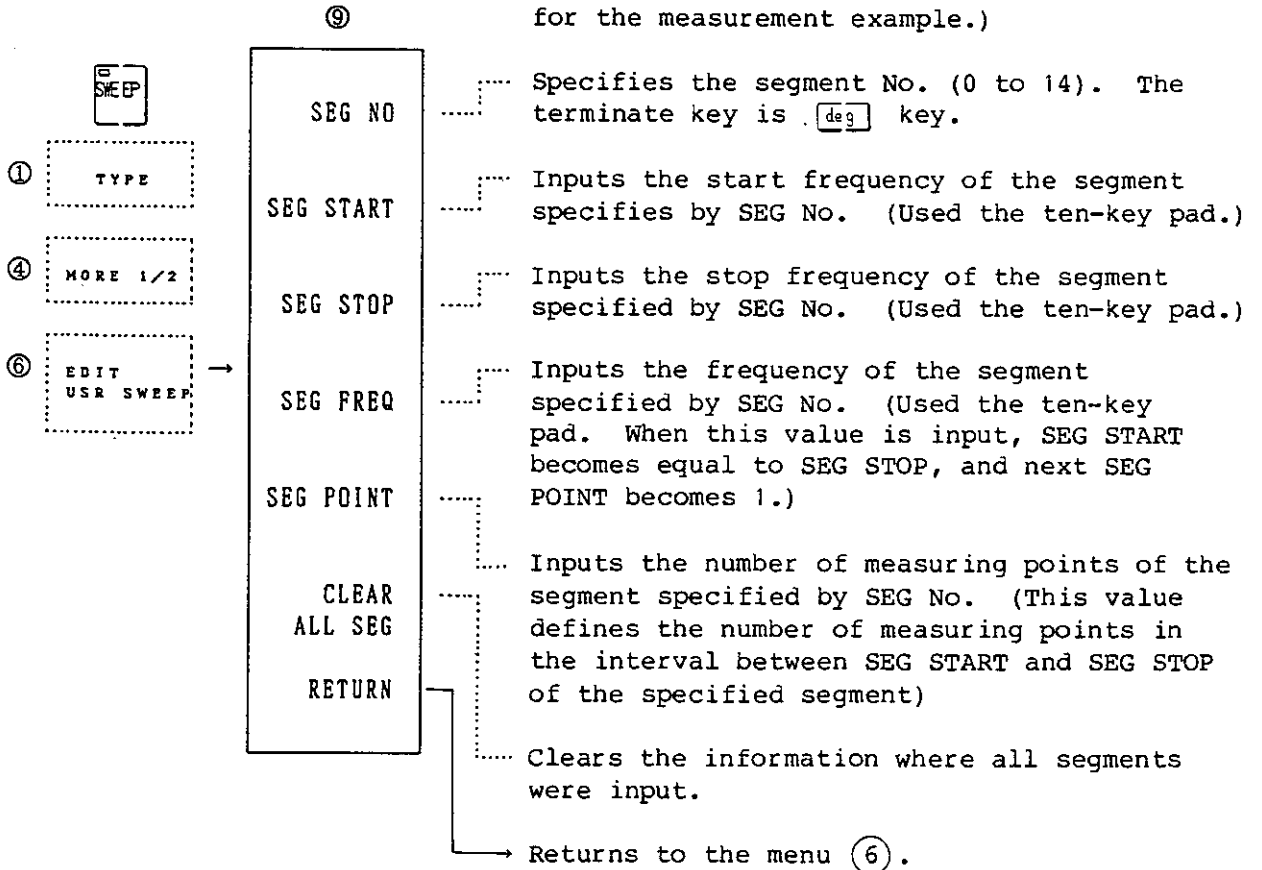 ⑨
for the measurement example.)
SWEEP
① TYPE
④ MORE 1/2
⑥ EDIT
USR SWEEP
→
SEG NO
Specifies the segment No. (0 to 14). The
terminate key is deg key.
SEG START
Inputs the start frequency of the segment
specifies by SEG No. (Used the ten-key pad.)
SEG STOP
Inputs the stop frequency of the segment
specified by SEG No. (Used the ten-key pad.)
SEG FREQ
Inputs the frequency of the segment
specified by SEG No. (Used the ten-key
pad. When this value is input, SEG START
becomes equal to SEG STOP, and next SEG
POINT becomes 1.)
SEG POINT
Inputs the number of measuring points of the
segment specified by SEG No. (This value
defines the number of measuring points in
the interval between SEG START and SEG STOP
of the specified segment)
CLEAR
ALL SEG
Clears the information where all segments
were input.
RETURN
Returns to the menu ⑥.